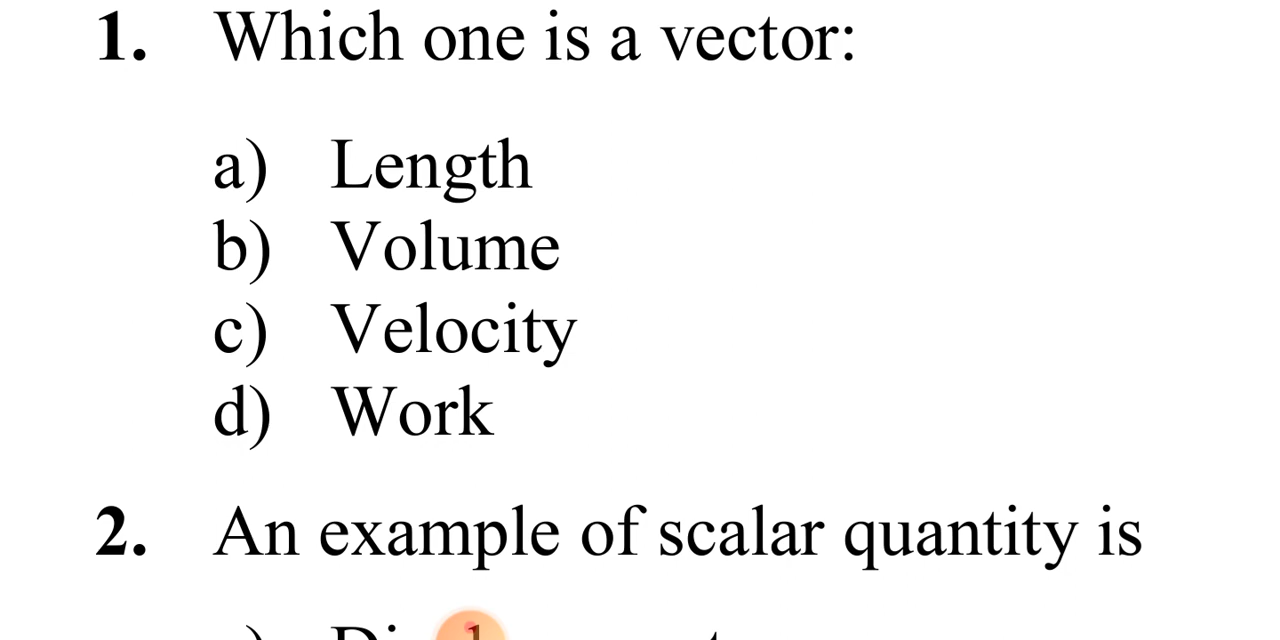 1. Which one is a vector:
a) Length
b) Volume
c) Velocity
d) Work
2. An example of scalar quantity is